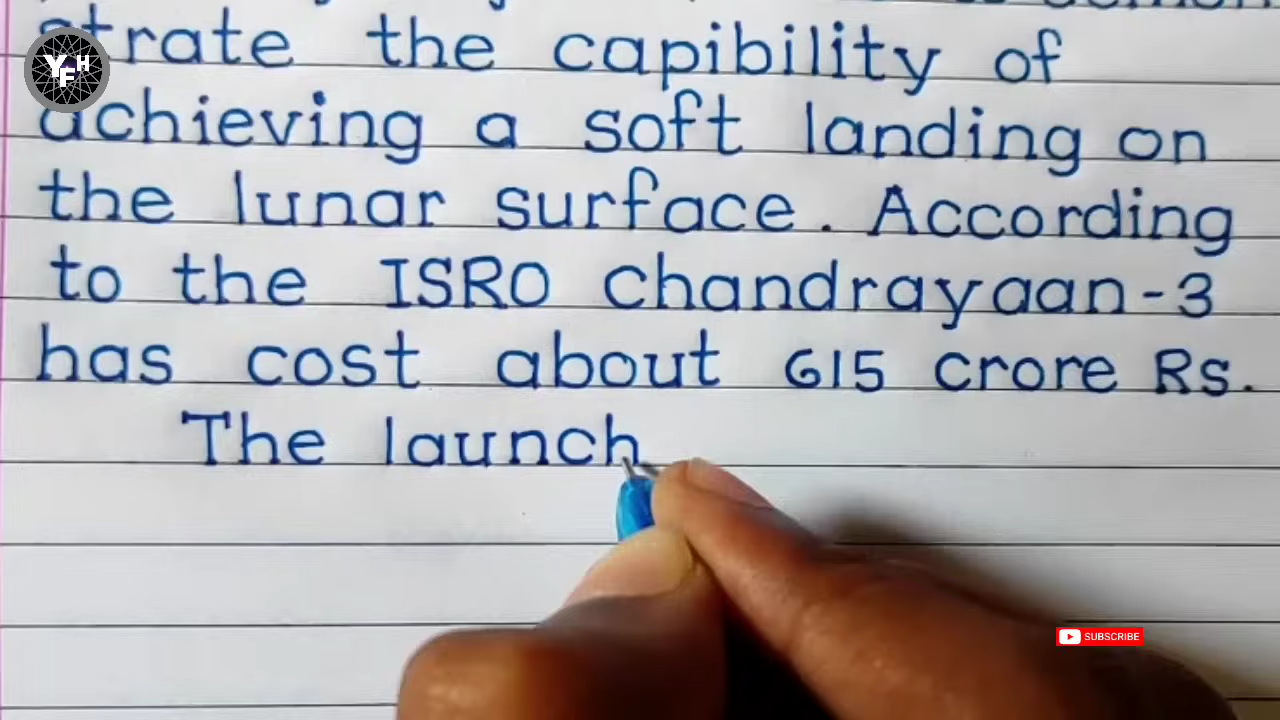 strate the capibility of
achieving a soft landing on
the lunar surface. According
to the ISRO Chandrayaan-3
has cost about 615 crore Rs.
The launch
YFH
SUBSCRIBE